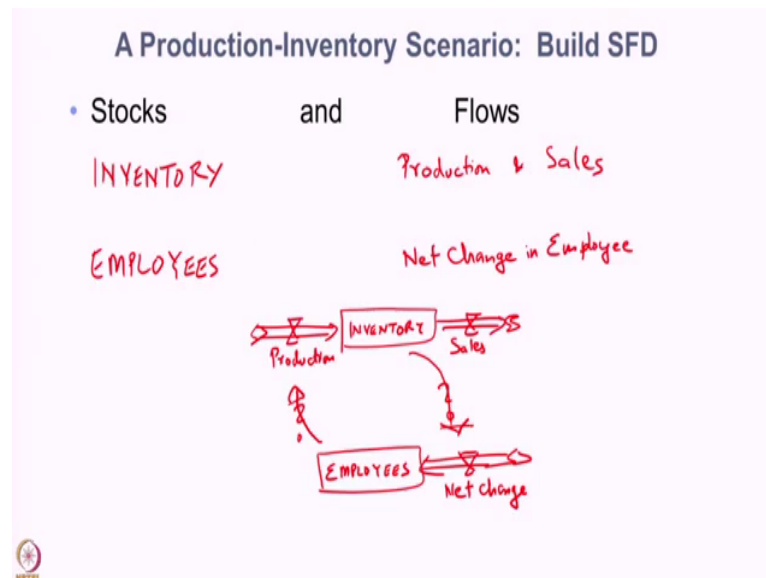 A Production-Inventory Scenario: Build SFD
• Stocks and Flows
INVENTORY Production & Sales
EMPLOYEES Net Change in Employee
INVENTORY
Production Sales
?
?
EMPLOYEES
Net Change